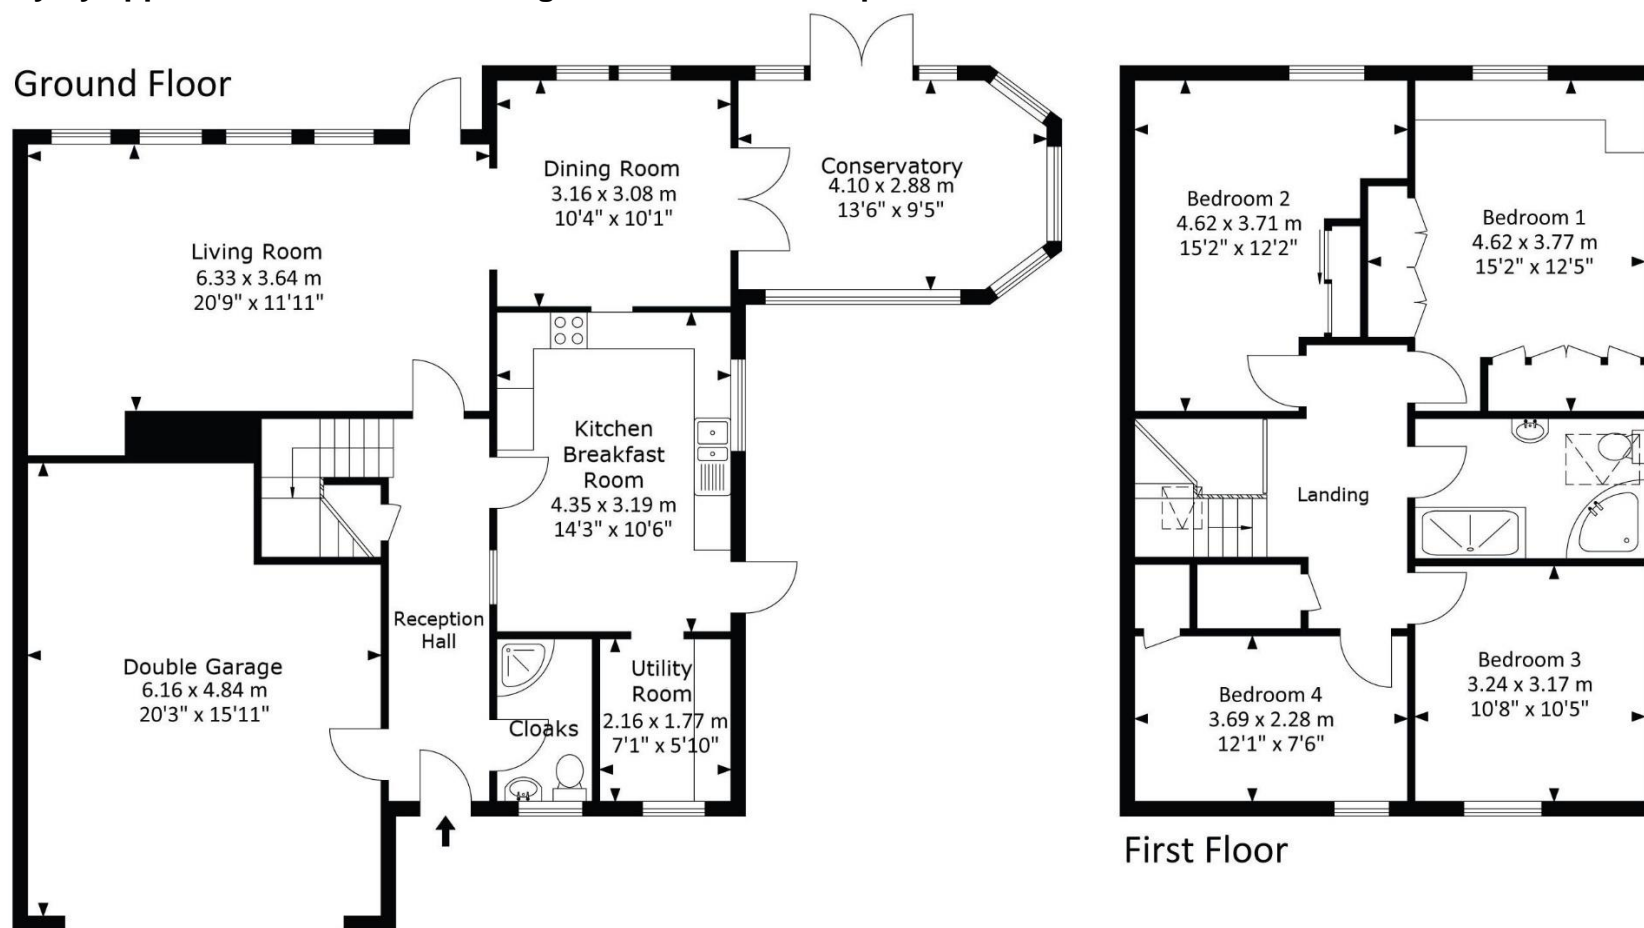 Ground Floor
Living Room
6.33 x 3.64 m
20'9" x 11'11"
Dining Room
3.16 x 3.08 m
10'4" x 10'1"
Conservatory
4.10 x 2.88 m
13'6" x 9'5"
Kitchen
Breakfast
Room
4.35 x 3.19 m
14'3" x 10'6"
Reception
Hall
Double Garage
6.16 x 4.84 m
20'3" x 15'11"
Cloaks
Utility
Room
2.16 x 1.77 m
7'1" x 5'10"
Bedroom 2
4.62 x 3.71 m
15'2" x 12'2"
Bedroom 1
4.62 x 3.77 m
15'2" x 12'5"
Landing
Bedroom 4
3.69 x 2.28 m
12'1" x 7'6"
Bedroom 3
3.24 x 3.17 m
10'8" x 10'5"
First Floor